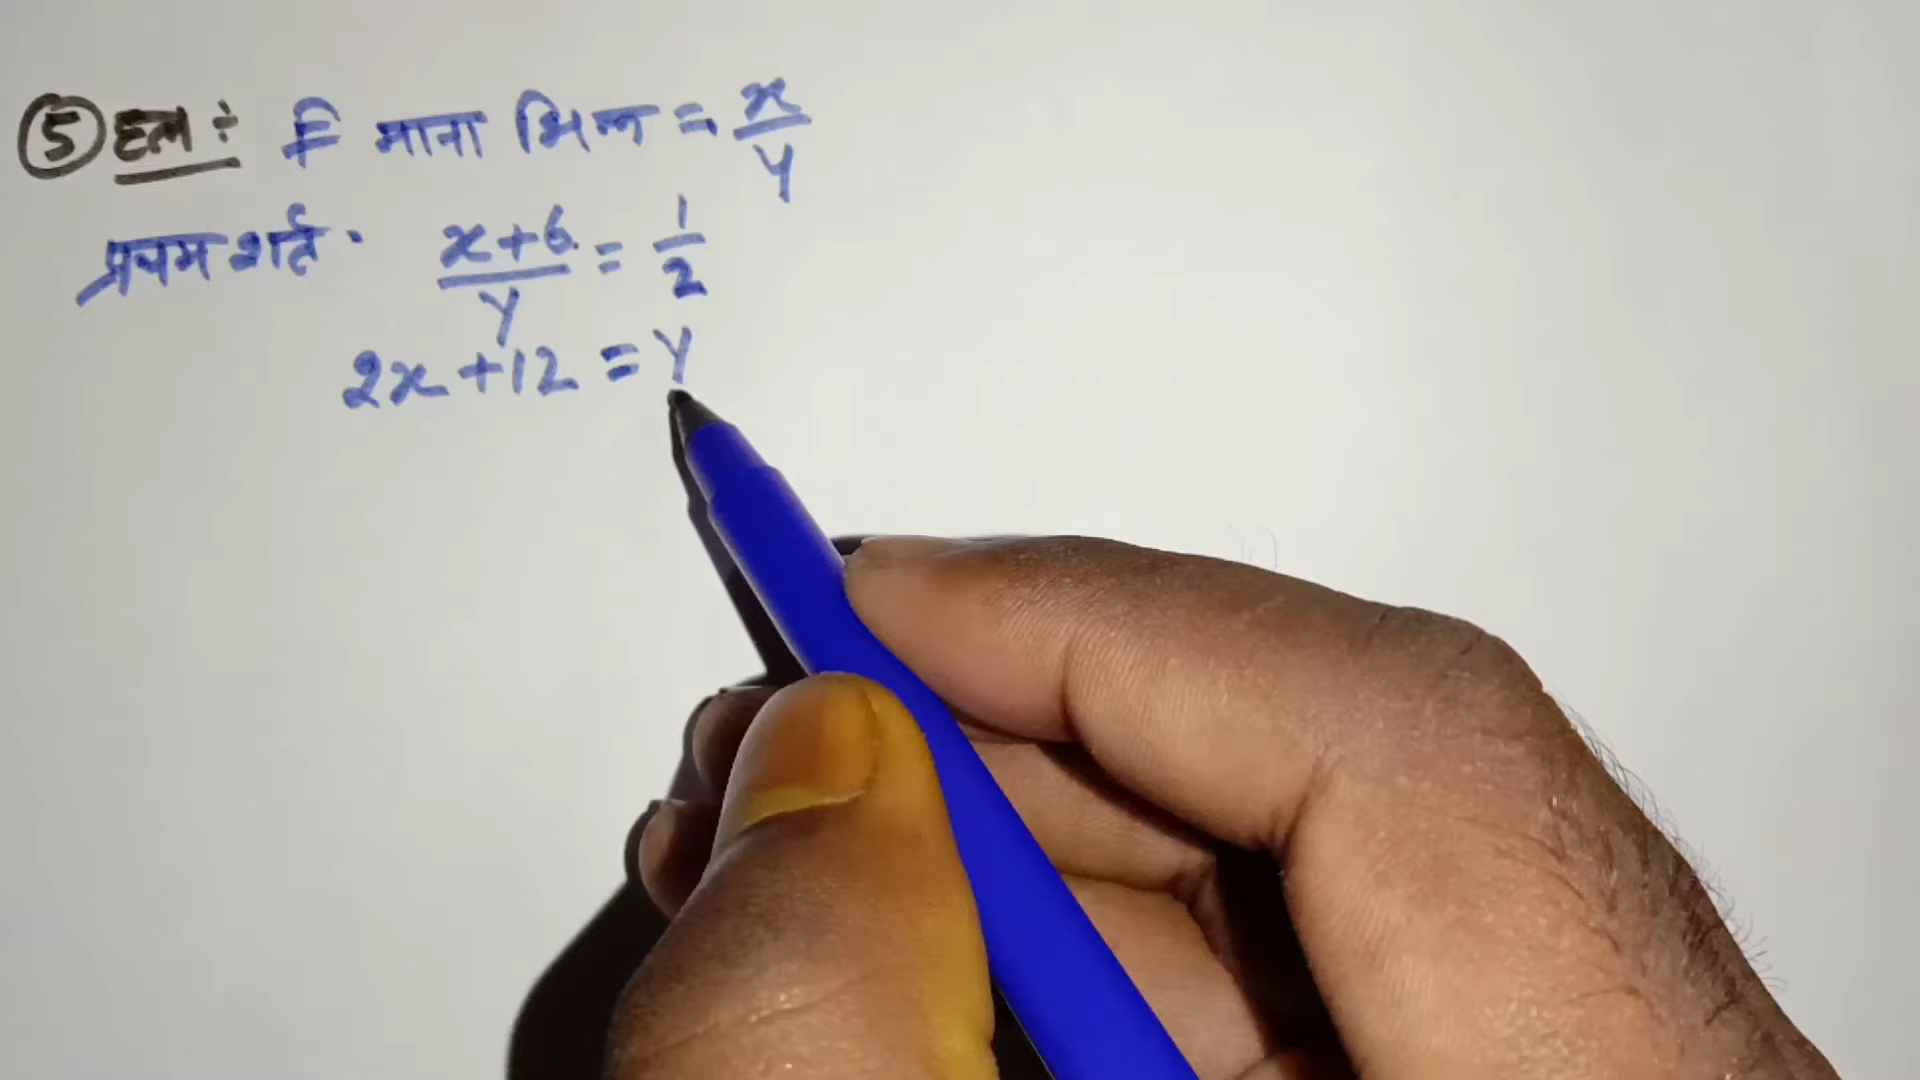 ⑤ हल ÷ F माना भिन्न = x/y
प्रथम शर्त. x+6/y = 1/2
2x+12 = y